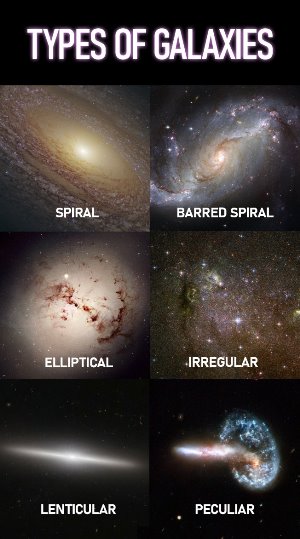 TYPES OF GALAXIES
SPIRAL
BARRED SPIRAL
ELLIPTICAL
IRREGULAR
LENTICULAR
PECULIAR